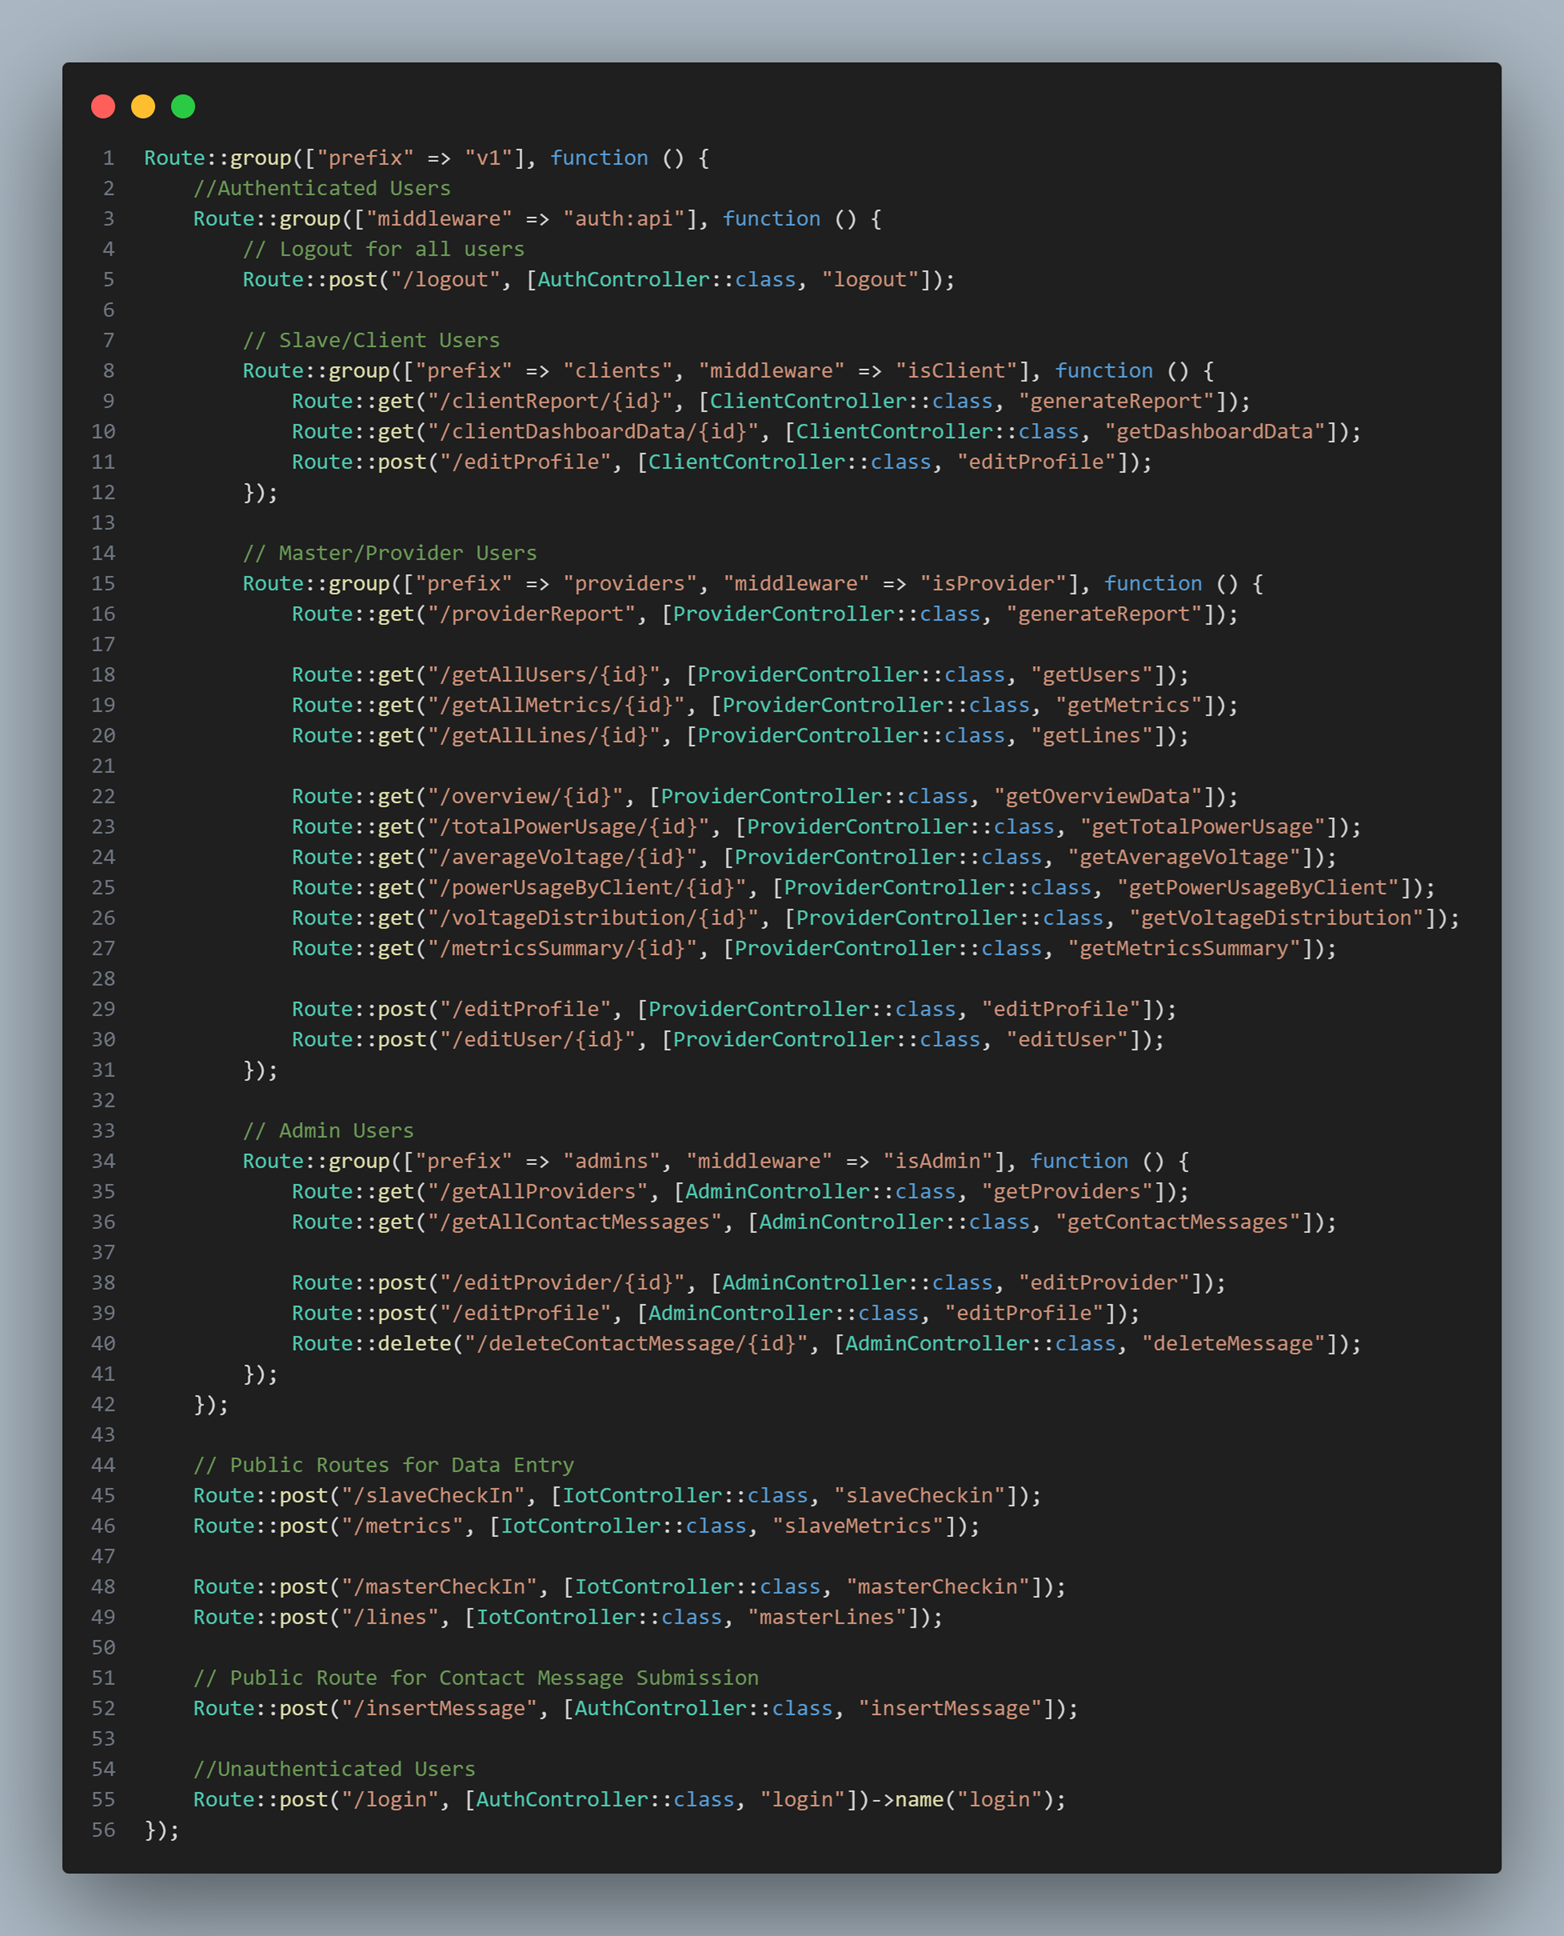 1 Route::group(["prefix" => "v1"], function () {
2     //Authenticated Users
3     Route::group(["middleware" => "auth:api"], function () {
4         // Logout for all users
5         Route::post("/logout", [AuthController::class, "logout"]);
6
7         // Slave/Client Users
8         Route::group(["prefix" => "clients", "middleware" => "isClient"], function () {
9             Route::get("/clientReport/{id}", [ClientController::class, "generateReport"]);
10             Route::get("/clientDashboardData/{id}", [ClientController::class, "getDashboardData"]);
11             Route::post("/editProfile", [ClientController::class, "editProfile"]);
12         });
13
14         // Master/Provider Users
15         Route::group(["prefix" => "providers", "middleware" => "isProvider"], function () {
16             Route::get("/providerReport", [ProviderController::class, "generateReport"]);
17
18             Route::get("/getAllUsers/{id}", [ProviderController::class, "getUsers"]);
19             Route::get("/getAllMetrics/{id}", [ProviderController::class, "getMetrics"]);
20             Route::get("/getAllLines/{id}", [ProviderController::class, "getLines"]);
21
22             Route::get("/overview/{id}", [ProviderController::class, "getOverviewData"]);
23             Route::get("/totalPowerUsage/{id}", [ProviderController::class, "getTotalPowerUsage"]);
24             Route::get("/averageVoltage/{id}", [ProviderController::class, "getAverageVoltage"]);
25             Route::get("/powerUsageByClient/{id}", [ProviderController::class, "getPowerUsageByClient"]);
26             Route::get("/voltageDistribution/{id}", [ProviderController::class, "getVoltageDistribution"]);
27             Route::get("/metricsSummary/{id}", [ProviderController::class, "getMetricsSummary"]);
28
29             Route::post("/editProfile", [ProviderController::class, "editProfile"]);
30             Route::post("/editUser/{id}", [ProviderController::class, "editUser"]);
31         });
32
33         // Admin Users
34         Route::group(["prefix" => "admins", "middleware" => "isAdmin"], function () {
35             Route::get("/getAllProviders", [AdminController::class, "getProviders"]);
36             Route::get("/getAllContactMessages", [AdminController::class, "getContactMessages"]);
37
38             Route::post("/editProvider/{id}", [AdminController::class, "editProvider"]);
39             Route::post("/editProfile", [AdminController::class, "editProfile"]);
40             Route::delete("/deleteContactMessage/{id}", [AdminController::class, "deleteMessage"]);
41         });
42     });
43
44     // Public Routes for Data Entry
45     Route::post("/slaveCheckIn", [IotController::class, "slaveCheckin"]);
46     Route::post("/metrics", [IotController::class, "slaveMetrics"]);
47
48     Route::post("/masterCheckIn", [IotController::class, "masterCheckin"]);
49     Route::post("/lines", [IotController::class, "masterLines"]);
50
51     // Public Route for Contact Message Submission
52     Route::post("/insertMessage", [AuthController::class, "insertMessage"]);
53
54     //Unauthenticated Users
55     Route::post("/login", [AuthController::class, "login"])->name("login");
56 });